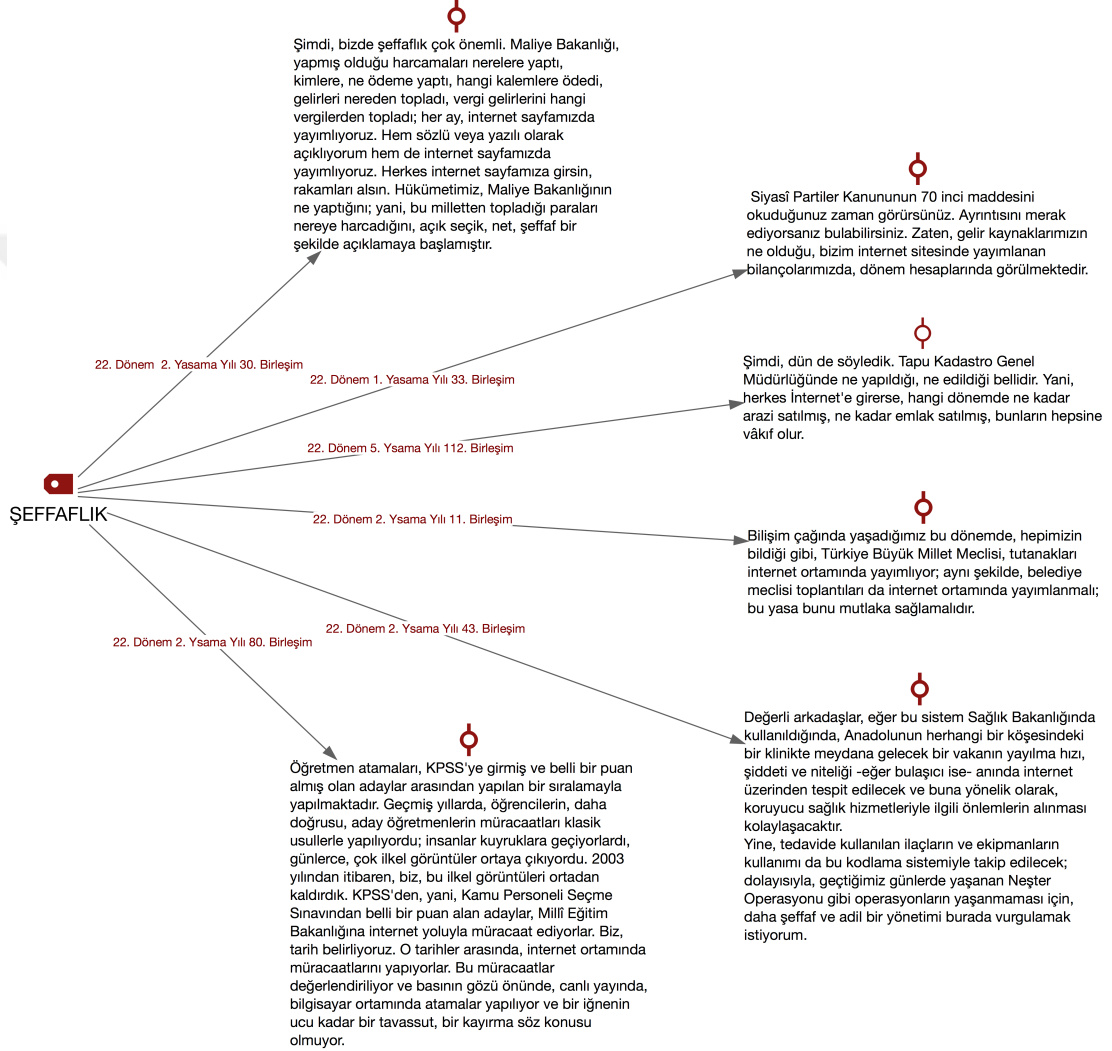 Şimdi, bizde şeffaflık çok önemli. Maliye Bakanlığı,
yapmış olduğu harcamaları nerelere yaptı,
kimlere, ne ödeme yaptı, hangi kalemlere ödedi,
gelirleri nereden topladı, vergi gelirlerini hangi
vergilerden topladı; her ay, internet sayfamızda
yayımlıyoruz. Hem sözlü veya yazılı olarak
açıklıyorum hem de internet sayfamızda
yayımlıyoruz. Herkes internet sayfamıza girsin,
rakamları alsın. Hükümetimiz, Maliye Bakanlığının
ne yaptığını; yani, bu milletten topladığı paraları
nereye harcadığını, açık seçik, net, şeffaf bir
şekilde açıklamaya başlamıştır.
Siyasî Partiler Kanununun 70 inci maddesini
okuduğunuz zaman görürsünüz. Ayrıntısını merak
ediyorsanız bulabilirsiniz. Zaten, gelir kaynaklarımızın
ne olduğu, bizim internet sitesinde yayımlanan
bilançolarımızda, dönem hesaplarında görülmektedir.
22. Dönem  2. Yasama Yılı 30. Birleşim
22. Dönem 1. Yasama Yılı 33. Birleşim
Şimdi, dün de söyledik. Tapu Kadastro Genel
Müdürlüğünde ne yapıldığı, ne edildiği bellidir. Yani,
herkes İnternet'e girerse, hangi dönemde ne kadar
arazi satılmış, ne kadar emlak satılmış, bunların hepsine
vâkıf olur.
22. Dönem 5. Ysama Yılı 112. Birleşim
ŞEFFAFLIK
22. Dönem 2. Ysama Yılı 11. Birleşim
Bilişim çağında yaşadığımız bu dönemde, hepimizin
bildiği gibi, Türkiye Büyük Millet Meclisi, tutanakları
internet ortamında yayımlıyor; aynı şekilde, belediye
meclisi toplantıları da internet ortamında yayımlanmalı;
bu yasa bunu mutlaka sağlamalıdır.
22. Dönem 2. Ysama Yılı 43. Birleşim
22. Dönem 2. Ysama Yılı 80. Birleşim
Değerli arkadaşlar, eğer bu sistem Sağlık Bakanlığında
kullanıldığında, Anadolunun herhangi bir köşesindeki
bir klinikte meydana gelecek bir vakanın yayılma hızı,
şiddeti ve niteliği -eğer bulaşıcı ise- anında internet
üzerinden tespit edilecek ve buna yönelik olarak,
koruyucu sağlık hizmetleriyle ilgili önlemlerin alınması
kolaylaşacaktır.
Yine, tedavide kullanılan ilaçların ve ekipmanların
kullanımı da bu kodlama sistemiyle takip edilecek;
dolayısıyla, geçtiğimiz günlerde yaşanan Neşter
Operasyonu gibi operasyonların yaşanmaması için,
daha şeffaf ve adil bir yönetimi burada vurgulamak
istiyorum.
Öğretmen atamaları, KPSS'ye girmiş ve belli bir puan
almış olan adaylar arasından yapılan bir sıralamayla
yapılmaktadır. Geçmiş yıllarda, öğrencilerin, daha
doğrusu, aday öğretmenlerin müracaatları klasik
usullerle yapılıyordu; insanlar kuyruklara geçiyorlardı,
günlerce, çok ilkel görüntüler ortaya çıkıyordu. 2003
yılından itibaren, biz, bu ilkel görüntüleri ortadan
kaldırdık. KPSS'den, yani, Kamu Personeli Seçme
Sınavından belli bir puan alan adaylar, Millî Eğitim
Bakanlığına internet yoluyla müracaat ediyorlar. Biz,
tarih belirliyoruz. O tarihler arasında, internet ortamında
müracaatlarını yapıyorlar. Bu müracaatlar
değerlendiriliyor ve basının gözü önünde, canlı yayında,
bilgisayar ortamında atamalar yapılıyor ve bir iğnenin
ucu kadar bir tavassut, bir kayırma söz konusu
olmuyor.